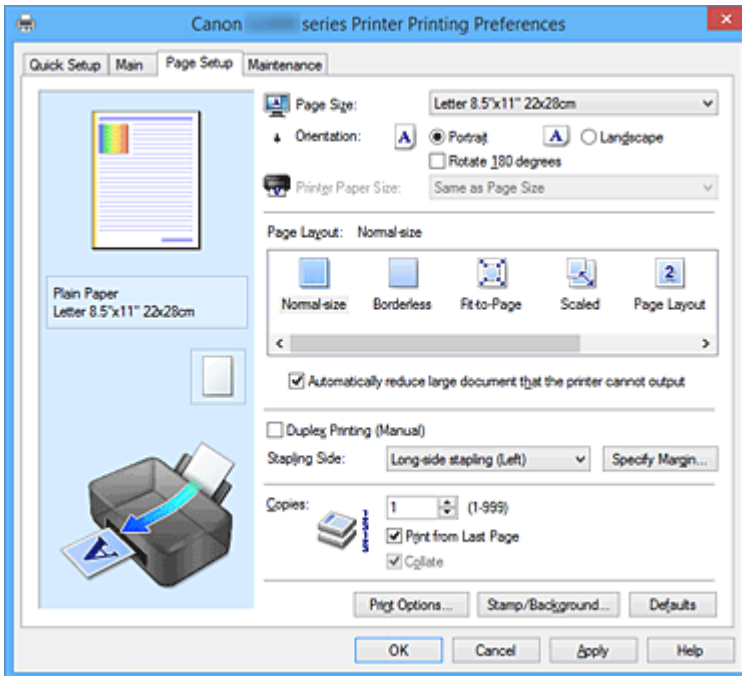 Canon series Printer Printing Preferences
Quick Setup Main Page Setup Maintenance
Page Size: Letter 8.5"x11" 22x28cm
Orientation: A Portrait A Landscape
Rotate 180 degrees
Printer Paper Size: Same as Page Size
Page Layout: Normal-size
2
Normal-size Borderless Fit-to-Page Scaled Page Layout
Plain Paper
Letter 8.5"x11" 22x28cm
Automatically reduce large document that the printer cannot output
Duplex Printing (Manual)
Stapling Side: Long-side stapling (Left) Specify Margin...
Copies: 1 (1-999)
Print from Last Page
Collate
A
Print Options... Stamp/Background... Defaults
OK Cancel Apply Help